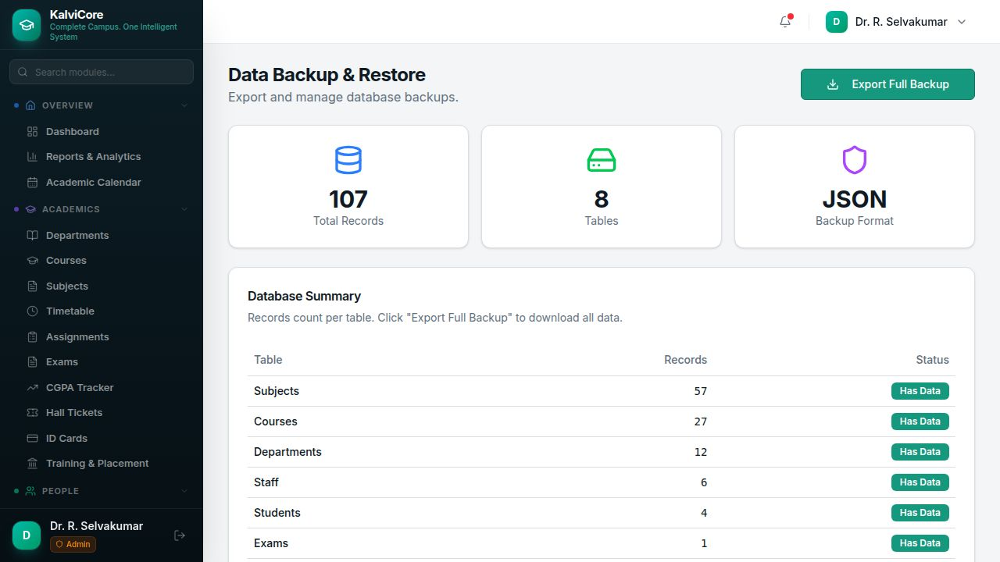 KalviCore
Complete Campus. One Intelligent
System
Search modules...
OVERVIEW
Dashboard
Reports & Analytics
Academic Calendar
ACADEMICS
Departments
Courses
Subjects
Timetable
Assignments
Exams
CGPA Tracker
Hall Tickets
ID Cards
Training & Placement
PEOPLE
D
Dr. R. Selvakumar
Admin
D
Dr. R. Selvakumar
Data Backup & Restore
Export and manage database backups.
Export Full Backup
107
Total Records
8
Tables
JSON
Backup Format
Database Summary
Records count per table. Click "Export Full Backup" to download all data.
Table Records Status
Subjects 57 Has Data
Courses 27 Has Data
Departments 12 Has Data
Staff 6 Has Data
Students 4 Has Data
Exams 1 Has Data